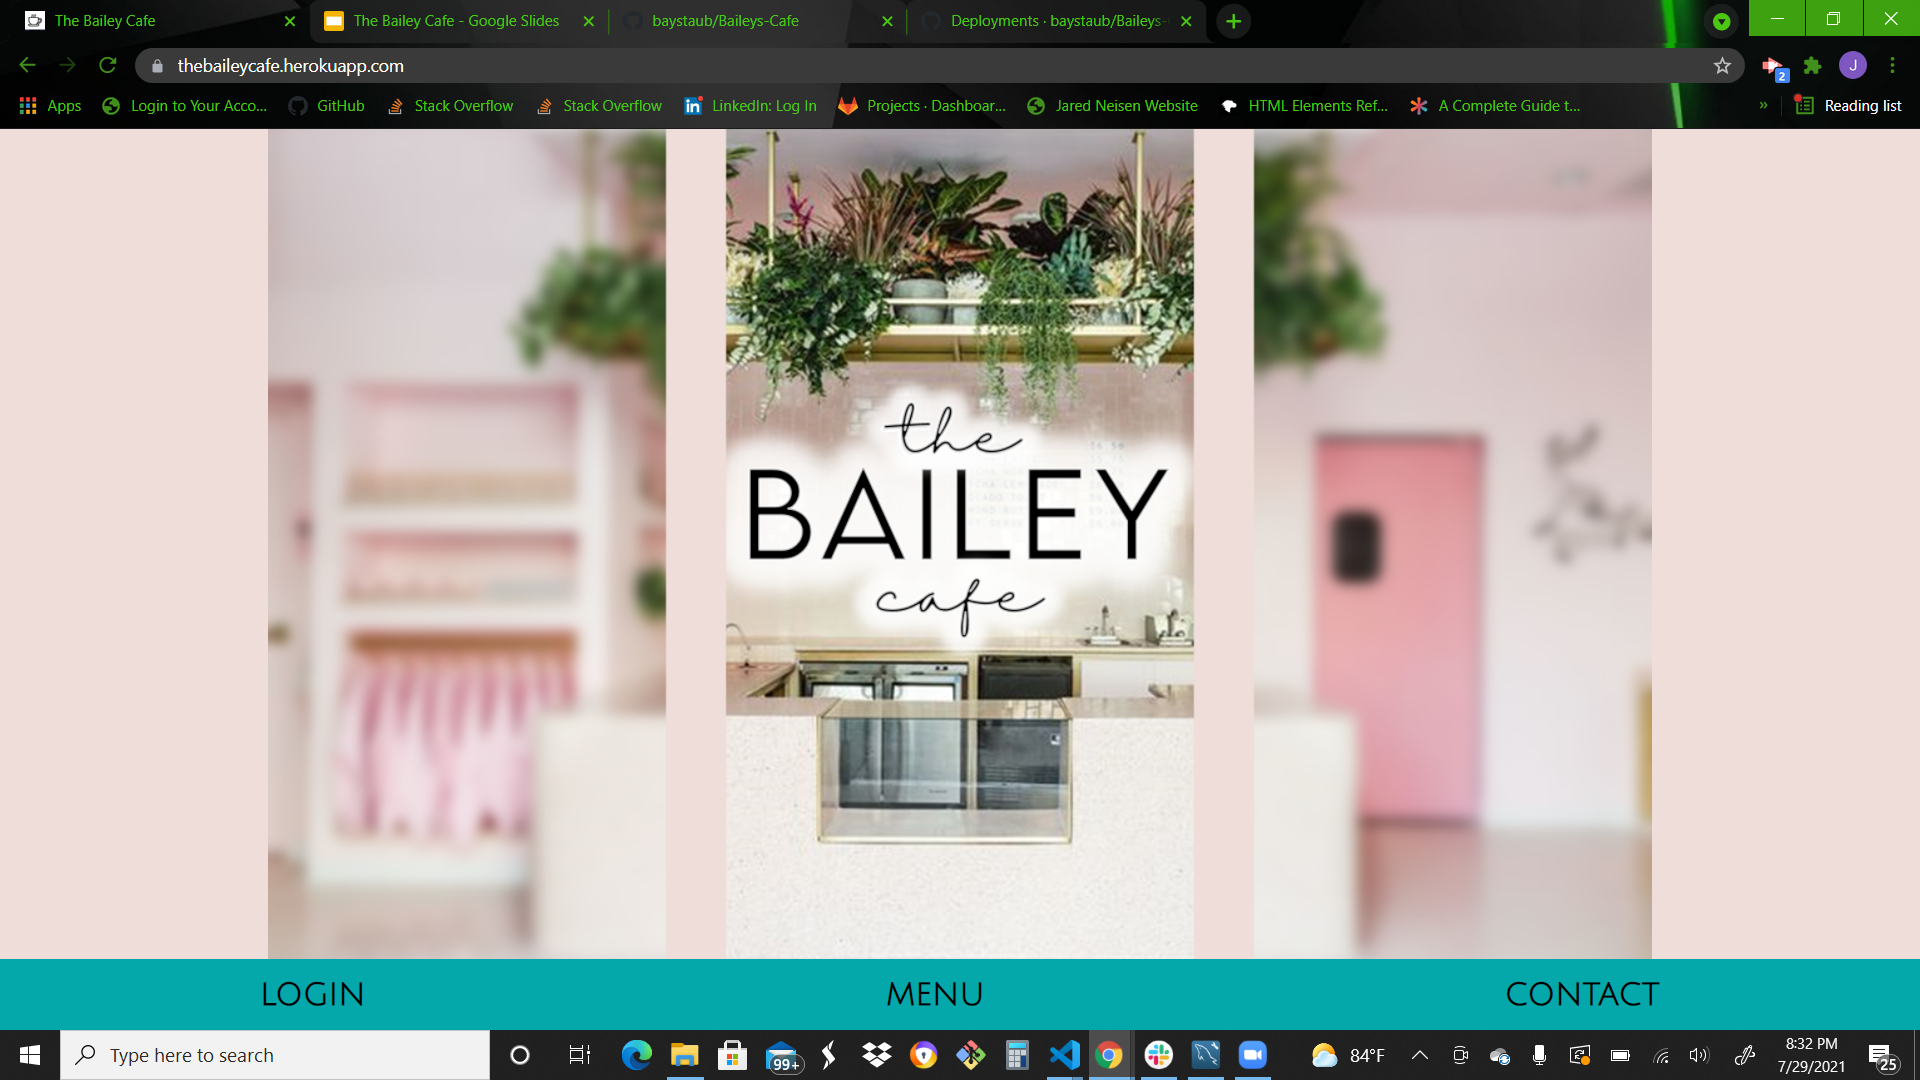 The Bailey Cafe
The Bailey Cafe - Google Slides
baystaub/Baileys-Cafe
Deployments · baystaub/Baileys-
thebaileycafe.herokuapp.com
J
2
Apps
Login to Your Acco...
GitHub
Stack Overflow
Stack Overflow
LinkedIn: Log In
Projects · Dashboar...
Jared Neisen Website
HTML Elements Ref...
A Complete Guide t...
»
Reading list
the
BAILEY
cafe
LOGIN
MENU
CONTACT
Type here to search
99+
84°F
8:32 PM
7/29/2021
25